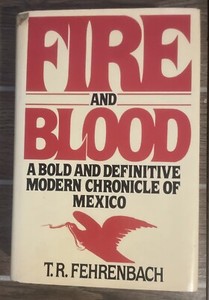 FIRE
AND
BLOOD
A BOLD AND DEFINITIVE
MODERN CHRONICLE OF
MEXICO
T.R. FEHRENBACH